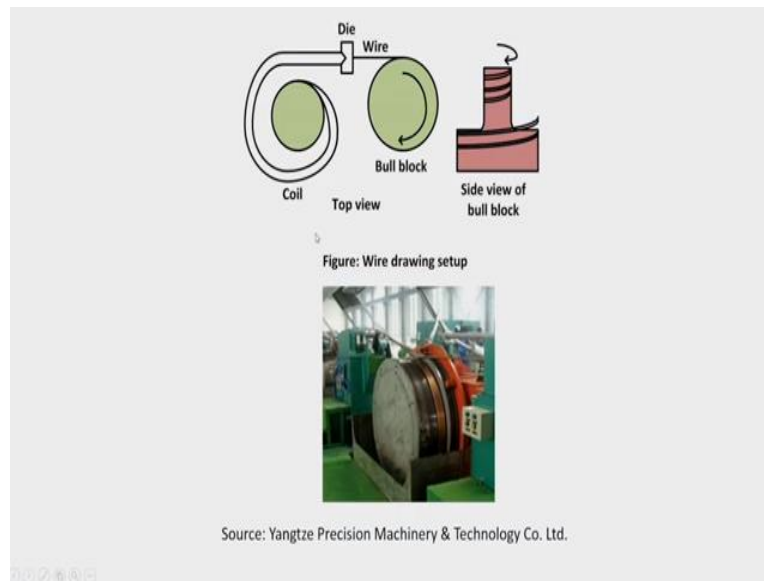 Die
Wire
Bull block
Coil
Top view
Side view of
bull block
Figure: Wire drawing setup
Source: Yangtze Precision Machinery & Technology Co. Ltd.